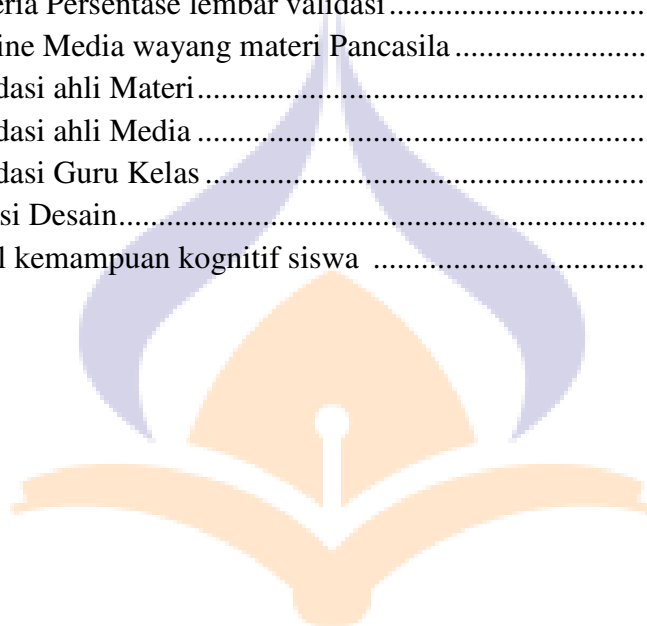 eria Persentase lembar validasi........................................
ine Media wayang materi Pancasila............................
dasi ahli Materi.................................................................
dasi ahli Media .................................................................
dasi Guru Kelas................................................................
si Desain...........................................................................
l kemampuan kognitif siswa ........................................